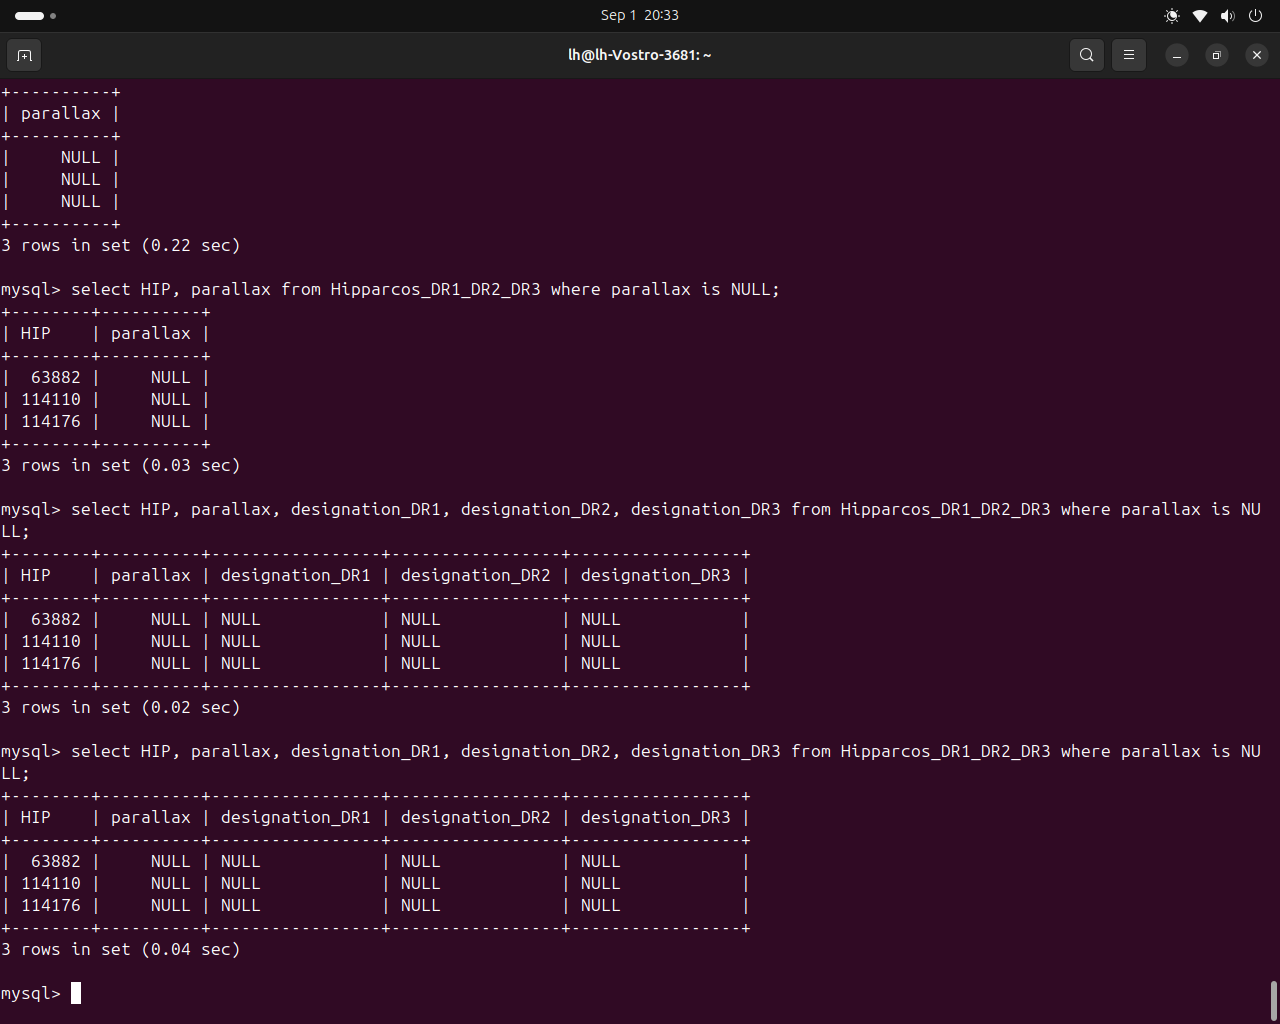 Sep 1 20:33
lh@lh-Vostro-3681: ~
+----------+
| parallax |
+----------+
|     NULL |
|     NULL |
|     NULL |
+----------+
3 rows in set (0.22 sec)
mysql> select HIP, parallax from Hipparcos_DR1_DR2_DR3 where parallax is NULL;
+--------+----------+
| HIP    | parallax |
+--------+----------+
|  63882 |     NULL |
| 114110 |     NULL |
| 114176 |     NULL |
+--------+----------+
3 rows in set (0.03 sec)
mysql> select HIP, parallax, designation_DR1, designation_DR2, designation_DR3 from Hipparcos_DR1_DR2_DR3 where parallax is NU
LL;
+--------+----------+-----------------+-----------------+-----------------+
| HIP    | parallax | designation_DR1 | designation_DR2 | designation_DR3 |
+--------+----------+-----------------+-----------------+-----------------+
|  63882 |     NULL | NULL            | NULL            | NULL            |
| 114110 |     NULL | NULL            | NULL            | NULL            |
| 114176 |     NULL | NULL            | NULL            | NULL            |
+--------+----------+-----------------+-----------------+-----------------+
3 rows in set (0.02 sec)
mysql> select HIP, parallax, designation_DR1, designation_DR2, designation_DR3 from Hipparcos_DR1_DR2_DR3 where parallax is NU
LL;
+--------+----------+-----------------+-----------------+-----------------+
| HIP    | parallax | designation_DR1 | designation_DR2 | designation_DR3 |
+--------+----------+-----------------+-----------------+-----------------+
|  63882 |     NULL | NULL            | NULL            | NULL            |
| 114110 |     NULL | NULL            | NULL            | NULL            |
| 114176 |     NULL | NULL            | NULL            | NULL            |
+--------+----------+-----------------+-----------------+-----------------+
3 rows in set (0.04 sec)
mysql>